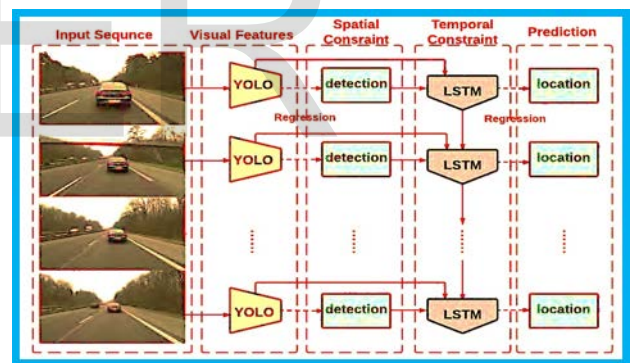 Input Sequnce
Visual Features
Spatial
Consraint
Temporal
Constraint
Prediction
YOLO
detection
LSTM
location
Regression
Regression
YOLO
detection
LSTM
location
YOLO
detection
LSTM
location